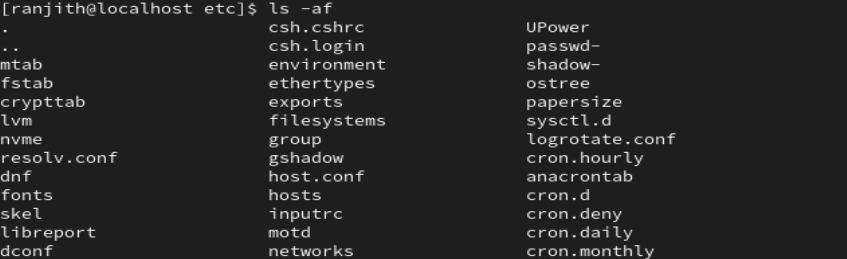 [ranjith@localhost etc]$ ls -af
. csh.cshrc UPower
.. csh.login passwd-
mtab environment shadow-
fstab ethertypes ostree
crypttab exports papersize
lvm filesystems sysctl.d
nvme group logrotate.conf
resolv.conf gshadow cron.hourly
dnf host.conf anacrontab
fonts hosts cron.d
skel inputrc cron.deny
libreport motd cron.daily
dconf networks cron.monthly